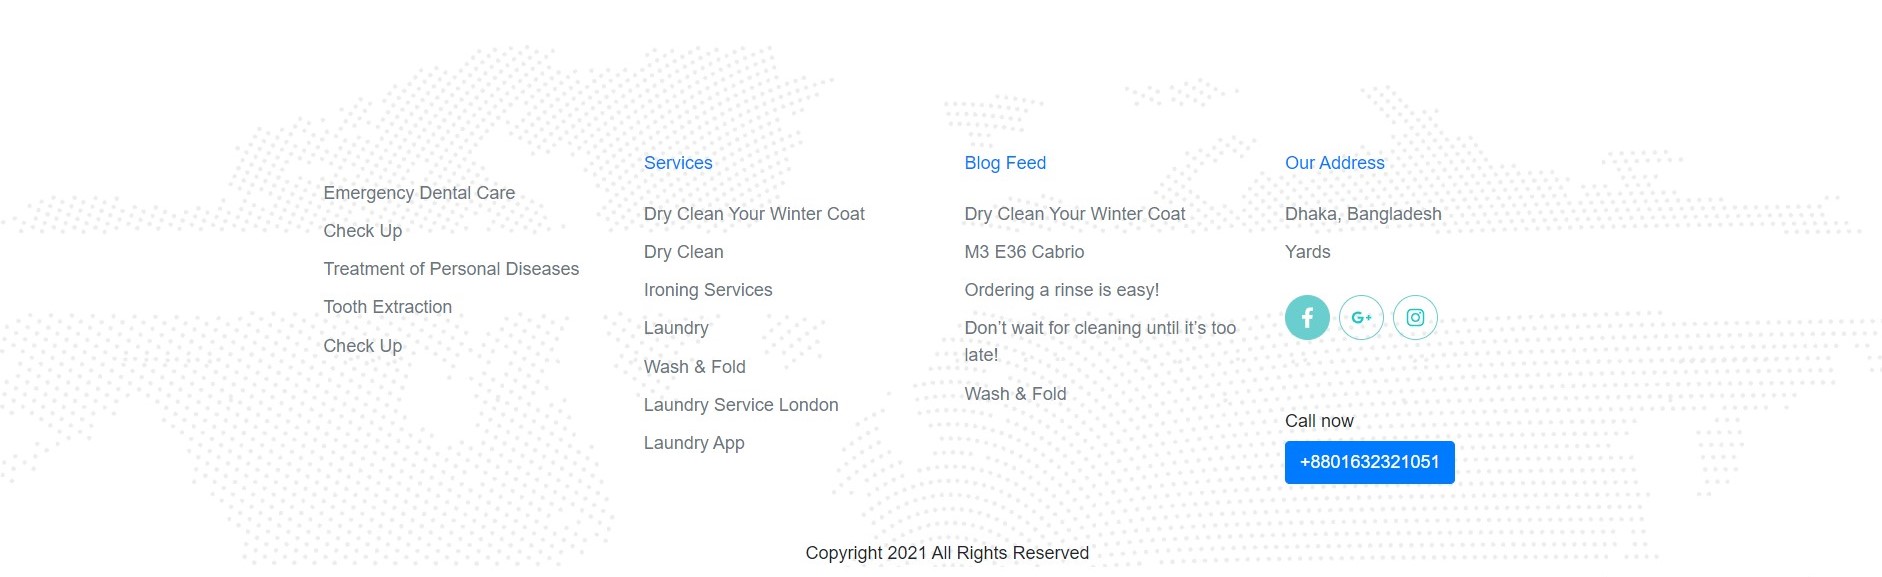 Emergency Dental Care
Check Up
Treatment of Personal Diseases
Tooth Extraction
Check Up
Services
Dry Clean Your Winter Coat
Dry Clean
Ironing Services
Laundry
Wash & Fold
Laundry Service London
Laundry App
Blog Feed
Dry Clean Your Winter Coat
M3 E36 Cabrio
Ordering a rinse is easy!
Don’t wait for cleaning until it’s too
late!
Wash & Fold
Our Address
Dhaka, Bangladesh
Yards
G+
Call now
+8801632321051
Copyright 2021 All Rights Reserved